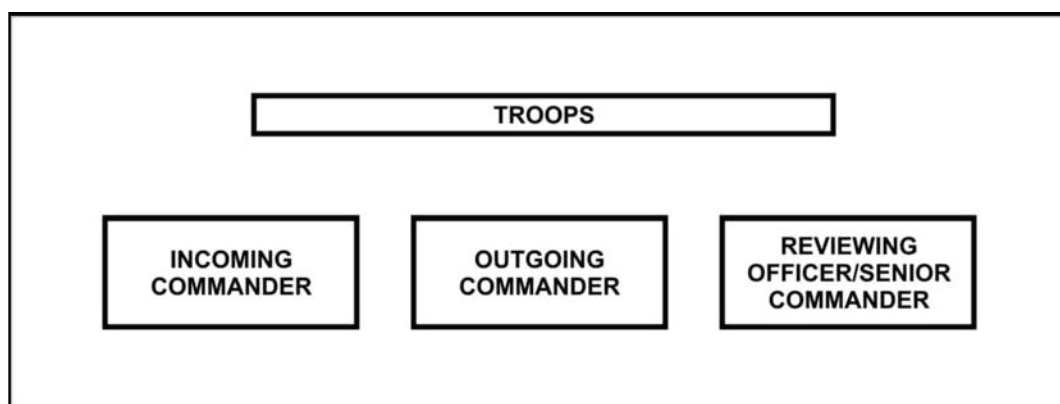 TROOPS
INCOMING
COMMANDER
OUTGOING
COMMANDER
REVIEWING
OFFICER/SENIOR
COMMANDER